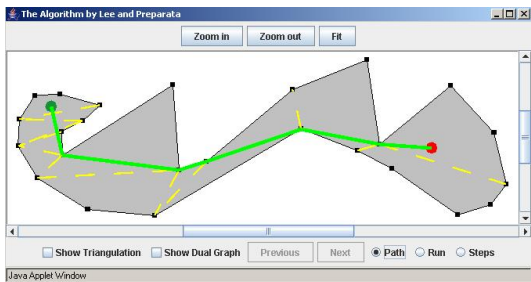 The Algorithm by Lee and Preparata
Zoom in Zoom out Fit
Show Triangulation Show Dual Graph Previous Next Path Run Steps
Java Applet Window